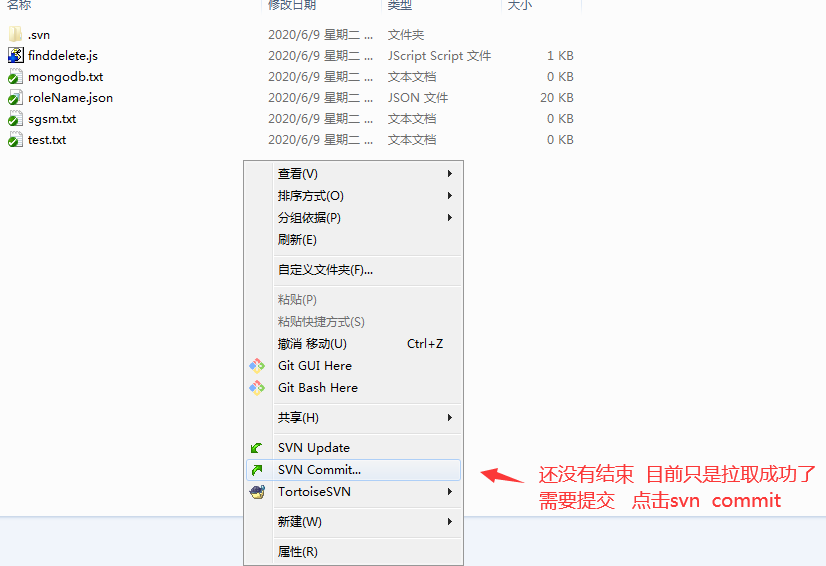 名称 修改日期 类型 大小
.svn 2020/6/9 星期二 ... 文件夹
finddelete.js 2020/6/9 星期二 ... JScript Script 文件 1 KB
mongodb.txt 2020/6/9 星期二 ... 文本文档 0 KB
roleName.json 2020/6/9 星期二 ... JSON 文件 20 KB
sgsm.txt 2020/6/9 星期二 ... 文本文档 0 KB
test.txt 2020/6/9 星期二 ... 文本文档 0 KB
查看(V)
排序方式(O)
分组依据(P)
刷新(E)
自定义文件夹(F)...
粘贴(P)
粘贴快捷方式(S)
撤消 移动(U) Ctrl+Z
Git GUI Here
Git Bash Here
共享(H)
SVN Update
SVN Commit...
TortoiseSVN
新建(W)
属性(R)
还没有结束 目前只是拉取成功了
需要提交 点击svn commit